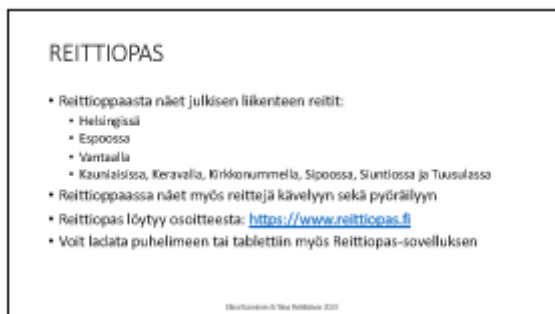 REITTIOPAS
• Reittioppaasta näet julkisen liikenteen reitit:
• Helsingissä
• Espoossa
• Vantaalla
• Kauniaisissa, Keravalla, Kirkkonummella, Sipoossa, Siuntiossa ja Tuusulassa
• Reittioppaassa näet myös reittejä kävelyyn sekä pyöräilyyn
• Reittiopas löytyy osoitteesta: https://www.reittiopas.fi
• Voit ladata puhelimeen tai tablettiin myös Reittiopas-sovelluksen